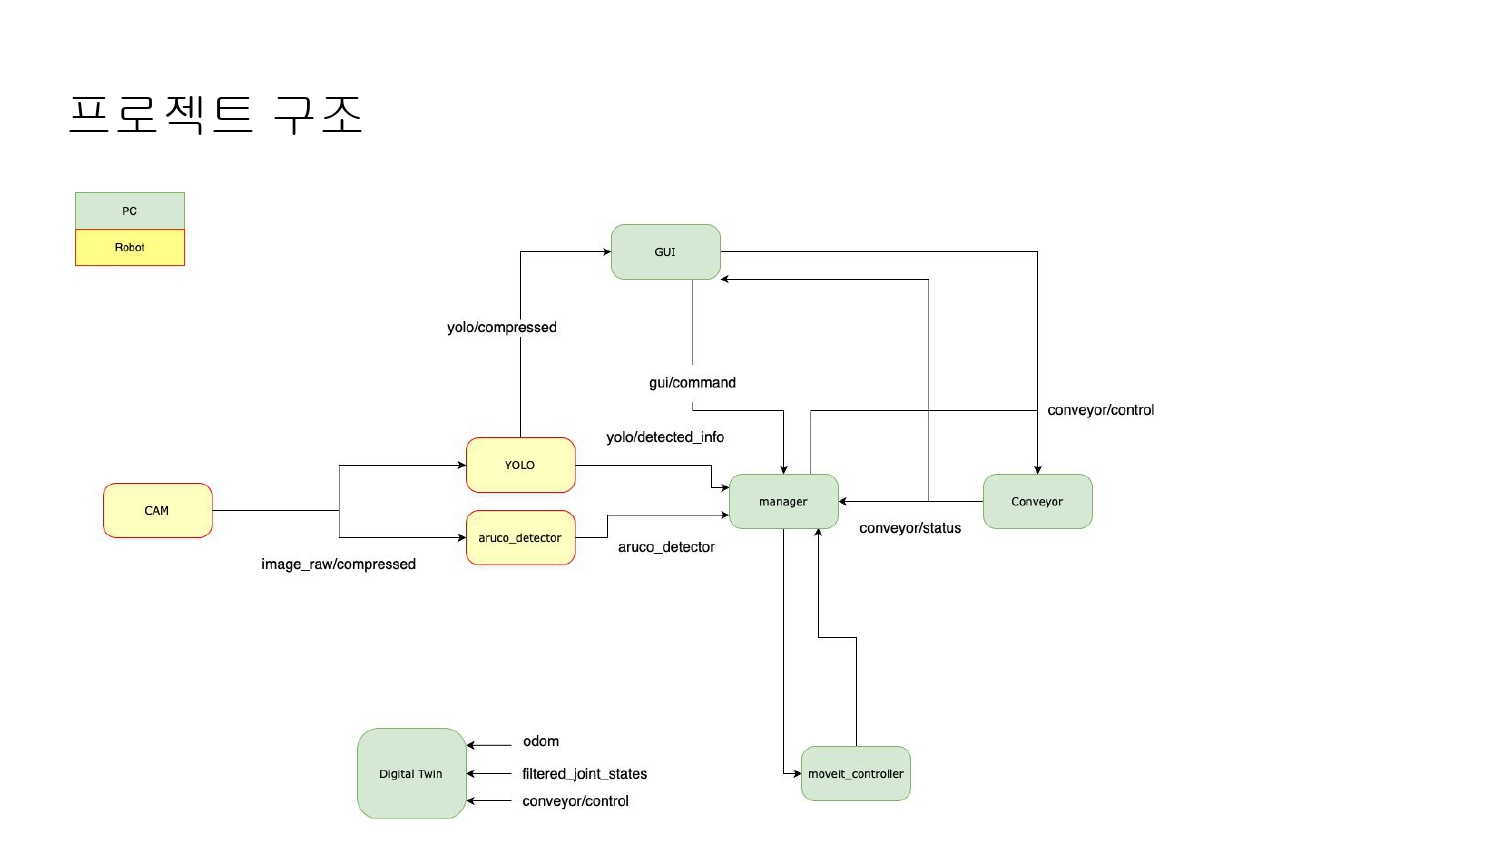 프로젝트 구조
PC
Robot
GUI
yolo/compressed
gui/command
conveyor/control
yolo/detected_info
YOLO
CAM
manager
Conveyor
conveyor/status
aruco_detector
aruco_detector
image_raw/compressed
odom
Digital Twin
filtered_joint_states
moveit_controller
conveyor/control